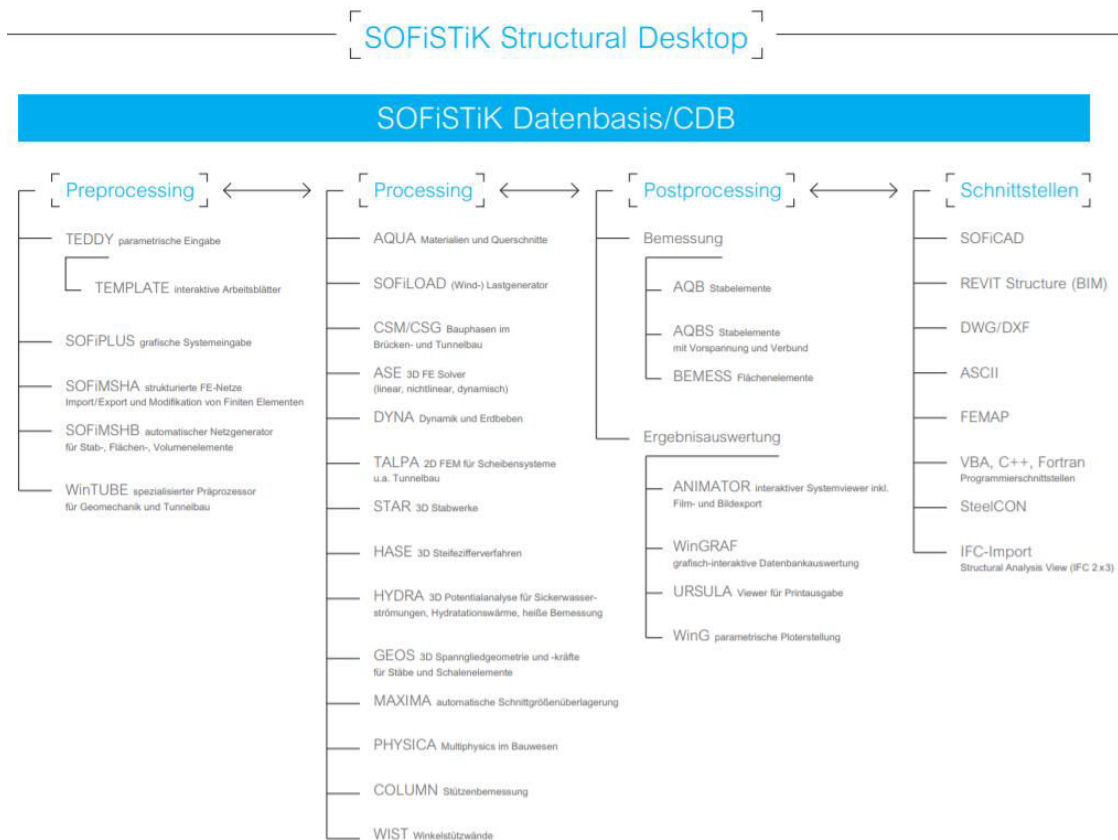 SOFiSTiK Structural Desktop
SOFiSTiK Datenbasis/CDB
Preprocessing
TEDDY parametrische Eingabe
TEMPLATE interaktive Arbeitsblätter
SOFiPLUS grafische Systemeingabe
SOFiMSHA strukturierte FE-Netze
Import/Export und Modifikation von Finiten Elementen
SOFiMSHB automatischer Netzgenerator
für Stab-, Flächen-, Volumenelemente
WinTUBE spezialisierter Präprozessor
für Geomechanik und Tunnelbau
Processing
AQUA Materialien und Querschnitte
SOFiLOAD (Wind-) Lastgenerator
CSM/CSG Bauphasen im
Brücken- und Tunnelbau
ASE 3D FE Solver
(linear, nichtlinear, dynamisch)
DYNA Dynamik und Erdbeben
TALPA 2D FEM für Scheibensysteme
u.a. Tunnelbau
STAR 3D Stabwerke
HASE 3D Steifezifferverfahren
HYDRA 3D Potentialanalyse für Sickerwasser-
strömungen, Hydratationswärme, heiße Bemessung
GEOS 3D Spanngliedgeometrie und -kräfte
für Stäbe und Schalenelemente
MAXIMA automatische Schnittgrößenüberlagerung
PHYSICA Multiphysics im Bauwesen
COLUMN Stützenbemessung
WIST Winkelstützwände
Postprocessing
Bemessung
AQB Stabelemente
AQBS Stabelemente
mit Vorspannung und Verbund
BEMESS Flächenelemente
Ergebnisauswertung
ANIMATOR interaktiver Systemviewer inkl.
Film- und Bildexport
WinGRAF
grafisch-interaktive Datenbankauswertung
URSULA Viewer für Printausgabe
WinG parametrische Ploterstellung
Schnittstellen
SOFiCAD
REVIT Structure (BIM)
DWG/DXF
ASCII
FEMAP
VBA, C++, Fortran
Programmierschnittstellen
SteelCON
IFC-Import
Structural Analysis View (IFC 2x3)